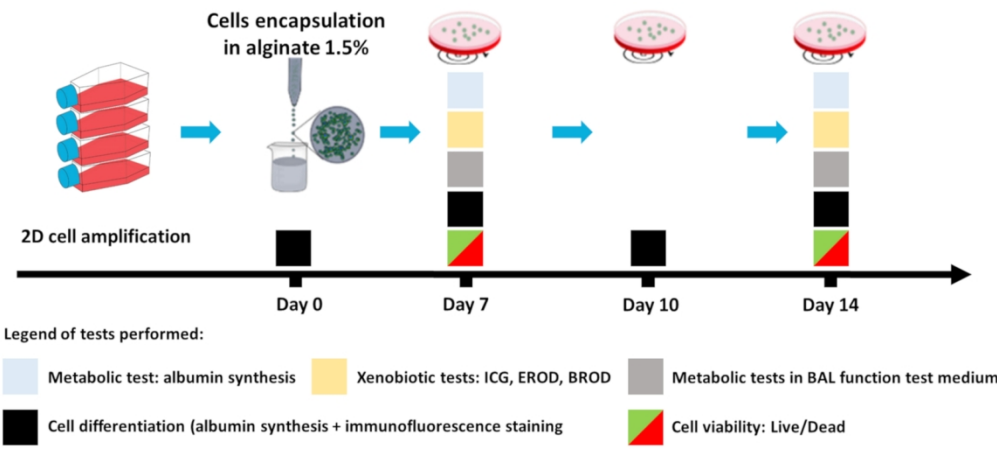 Cells encapsulation
in alginate 1.5%
2D cell amplification
Day 0
Day 7
Day 10
Day 14
Legend of tests performed:
Metabolic test: albumin synthesis
Xenobiotic tests: ICG, EROD, BROD
Metabolic tests in BAL function test medium
Cell differentiation (albumin synthesis + immunofluorescence staining
Cell viability: Live/Dead